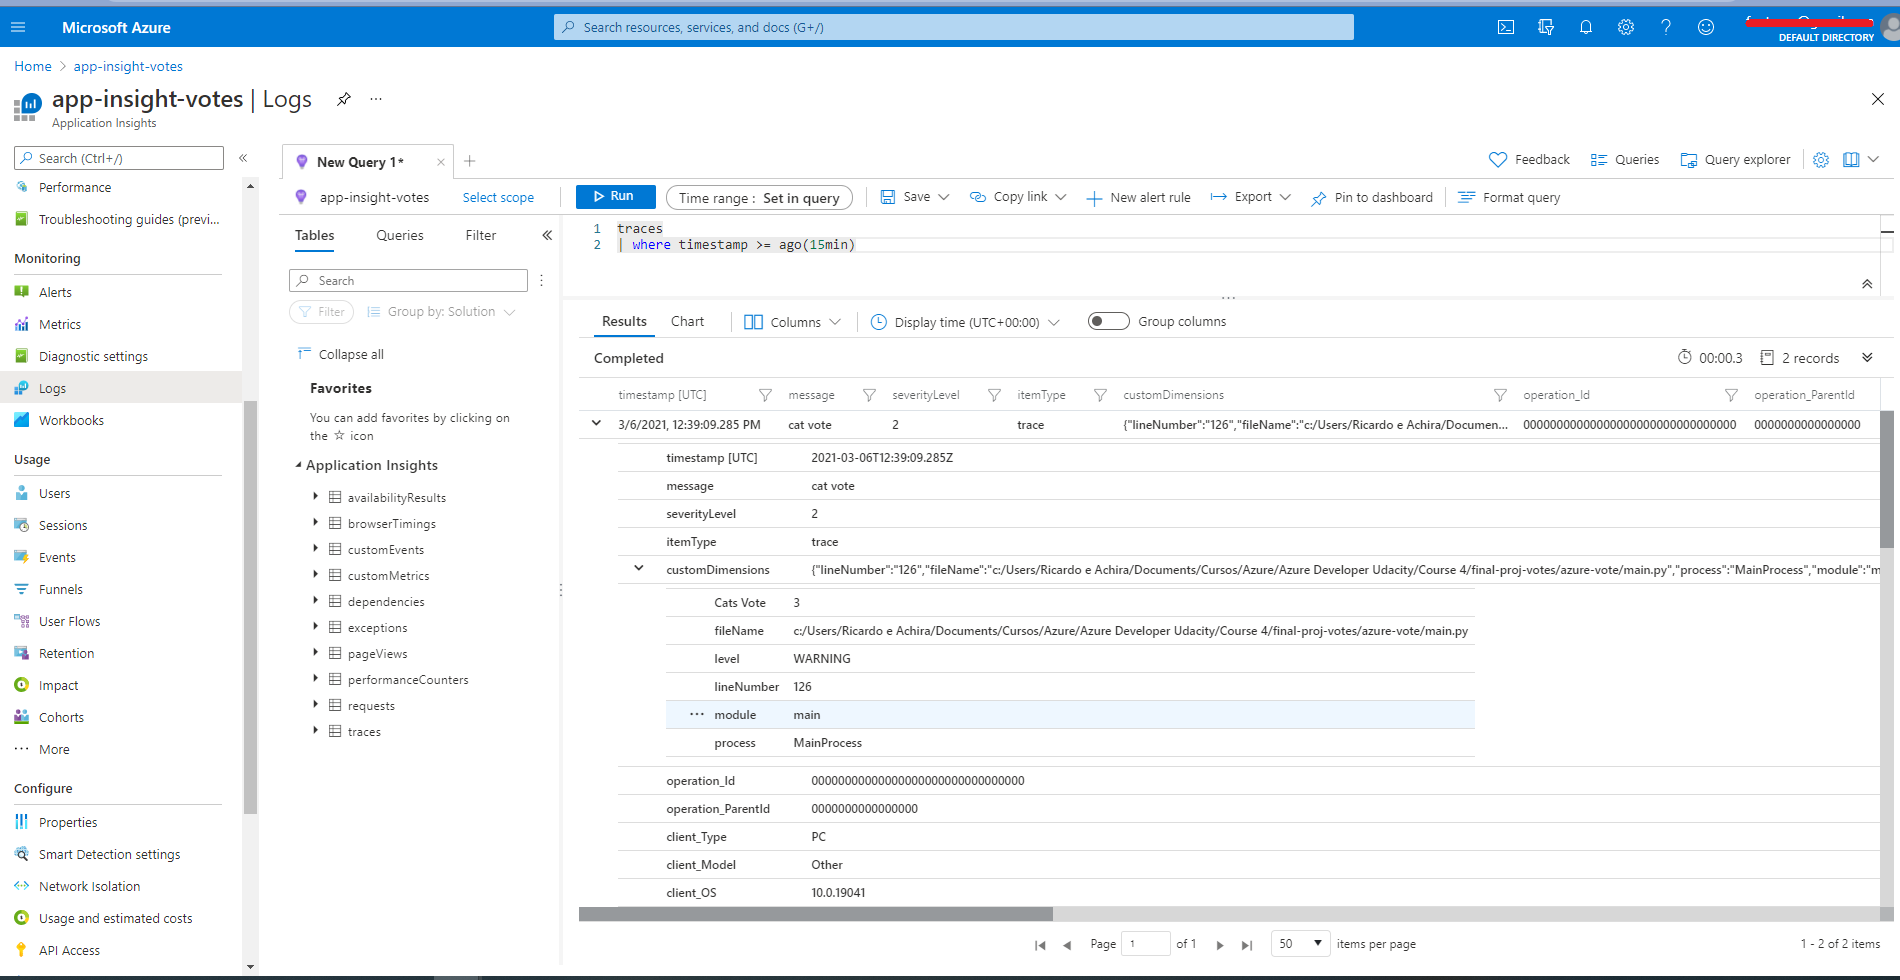 Microsoft Azure
Search resources, services, and docs (G+/)
DEFAULT DIRECTORY
Home > app-insight-votes
app-insight-votes | Logs
Application Insights
Search (Ctrl+/)
Performance
Troubleshooting guides (previ...
Monitoring
Alerts
Metrics
Diagnostic settings
Logs
Workbooks
Usage
Users
Sessions
Events
Funnels
User Flows
Retention
Impact
Cohorts
More
Configure
Properties
Smart Detection settings
Network Isolation
Usage and estimated costs
API Access
New Query 1*
Feedback Queries Query explorer
app-insight-votes Select scope Run Time range : Set in query Save Copy link New alert rule Export Pin to dashboard Format query
Tables Queries Filter
Search
Filter Group by: Solution
Collapse all
Favorites
You can add favorites by clicking on
the ☆ icon
Application Insights
availabilityResults
browserTimings
customEvents
customMetrics
dependencies
exceptions
pageViews
performanceCounters
requests
traces
1 traces
2 | where timestamp >= ago(15min)
Results Chart Columns Display time (UTC+00:00) Group columns
Completed 00:00.3 2 records
timestamp [UTC] message severityLevel itemType customDimensions operation_Id operation_ParentId
3/6/2021, 12:39:09.285 PM cat vote 2 trace {"lineNumber":"126","fileName":"c:/Users/Ricardo e Achira/Documen... 00000000000000000000000000000000 0000000000000000
timestamp [UTC] 2021-03-06T12:39:09.285Z
message cat vote
severityLevel 2
itemType trace
customDimensions {"lineNumber":"126","fileName":"c:/Users/Ricardo e Achira/Documents/Cursos/Azure/Azure Developer Udacity/Course 4/final-proj-votes/azure-vote/main.py","process":"MainProcess","module":"m
Cats Vote 3
fileName c:/Users/Ricardo e Achira/Documents/Cursos/Azure/Azure Developer Udacity/Course 4/final-proj-votes/azure-vote/main.py
level WARNING
lineNumber 126
module main
process MainProcess
operation_Id 00000000000000000000000000000000
operation_ParentId 0000000000000000
client_Type PC
client_Model Other
client_OS 10.0.19041
Page 1 of 1 50 items per page 1 - 2 of 2 items